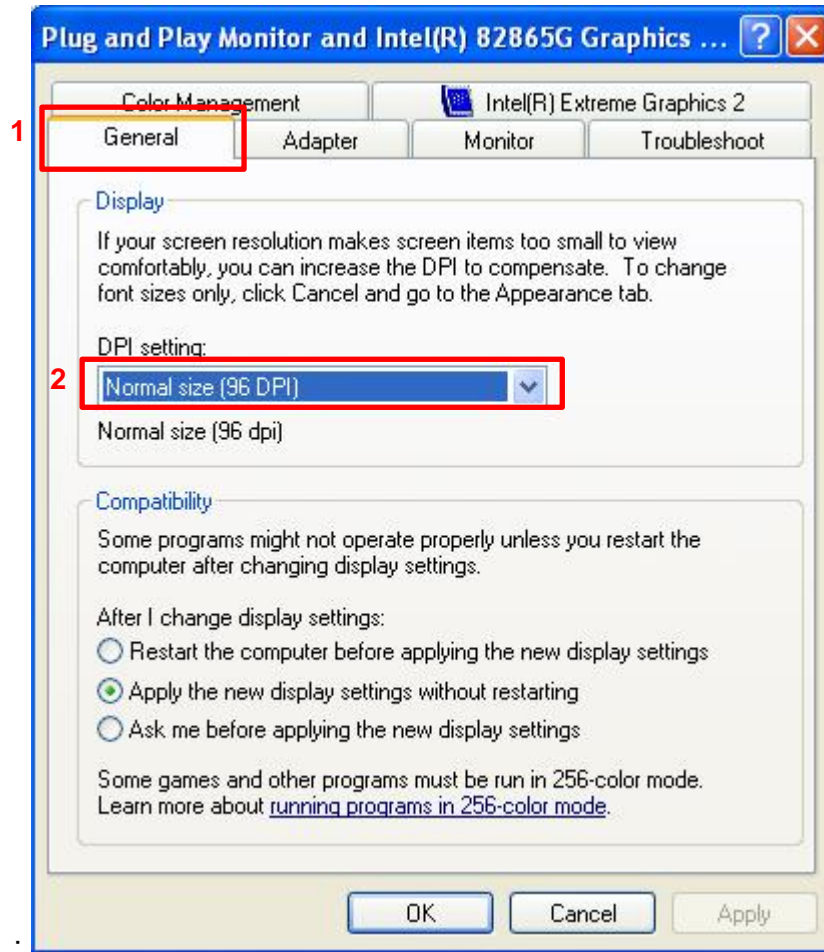 Plug and Play Monitor and Intel(R) 82865G Graphics ... ?
Color Management Intel(R) Extreme Graphics 2
1 General Adapter Monitor Troubleshoot
Display
If your screen resolution makes screen items too small to view
comfortably, you can increase the DPI to compensate. To change
font sizes only, click Cancel and go to the Appearance tab.
DPI setting:
2 Normal size (96 DPI)
Normal size (96 dpi)
Compatibility
Some programs might not operate properly unless you restart the
computer after changing display settings.
After I change display settings:
Restart the computer before applying the new display settings
Apply the new display settings without restarting
Ask me before applying the new display settings
Some games and other programs must be run in 256-color mode.
Learn more about running programs in 256-color mode.
OK Cancel Apply
.